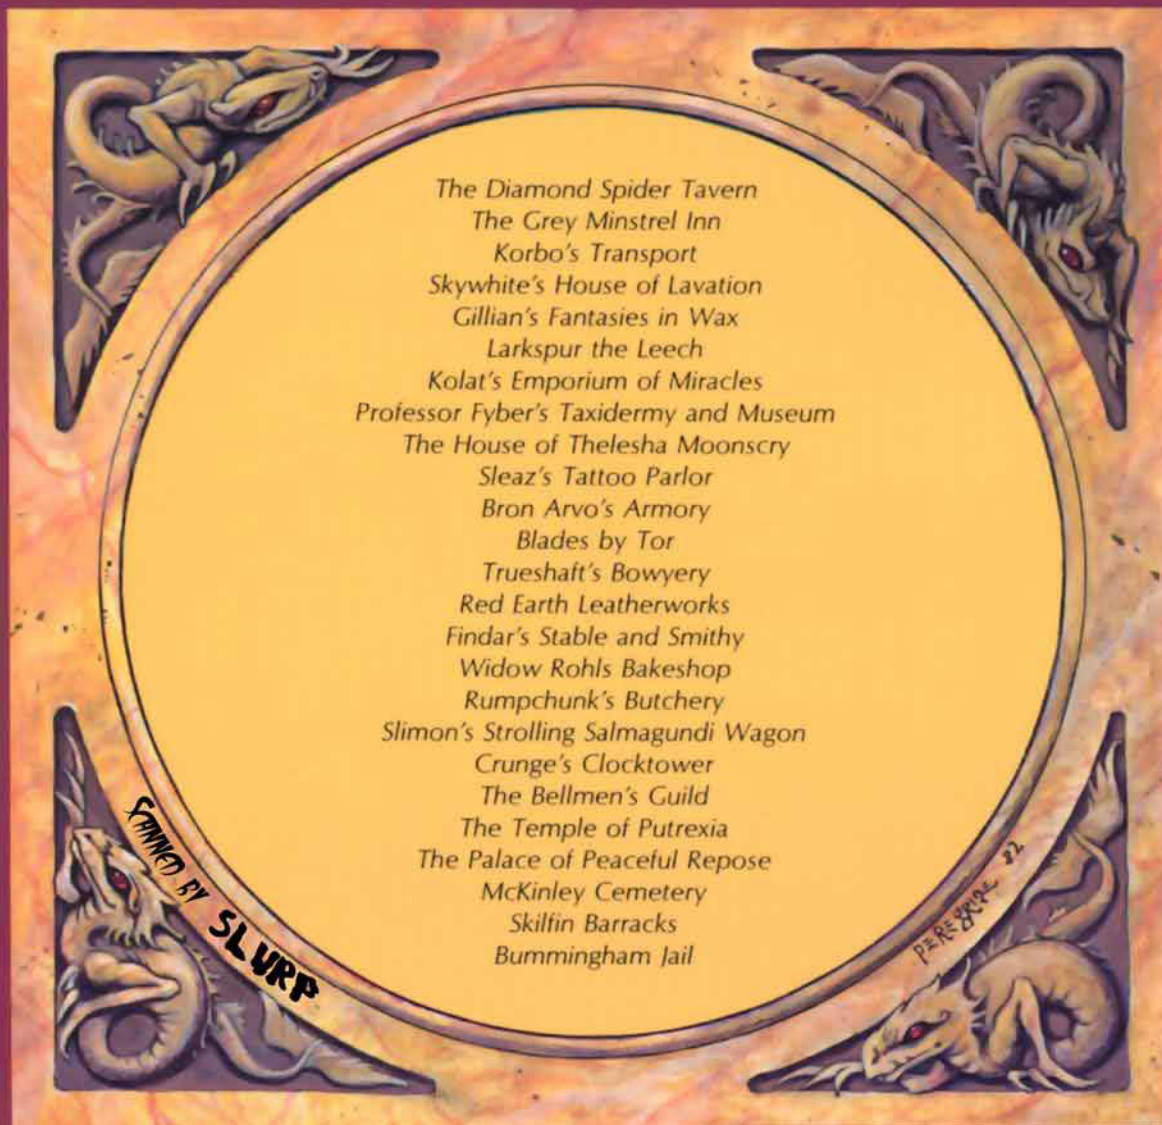 The Diamond Spider Tavern
The Grey Minstrel Inn
Korbo's Transport
Skywhite's House of Lavation
Gillian's Fantasies in Wax
Larkspur the Leech
Kolat's Emporium of Miracles
Professor Fyber's Taxidermy and Museum
The House of Thelesha Moonscry
Sleaz's Tattoo Parlor
Bron Arvo's Armory
Blades by Tor
Trueshaft's Bowyery
Red Earth Leatherworks
Findar's Stable and Smithy
Widow Rohls Bakeshop
Rumpchunk's Butchery
Slimon's Strolling Salmagundi Wagon
Crunge's Clocktower
The Bellmen's Guild
The Temple of Putrexia
The Palace of Peaceful Repose
McKinley Cemetery
Skilfin Barracks
Bummingham Jail
SCANNED BY SLURP
PEREGRINE 82